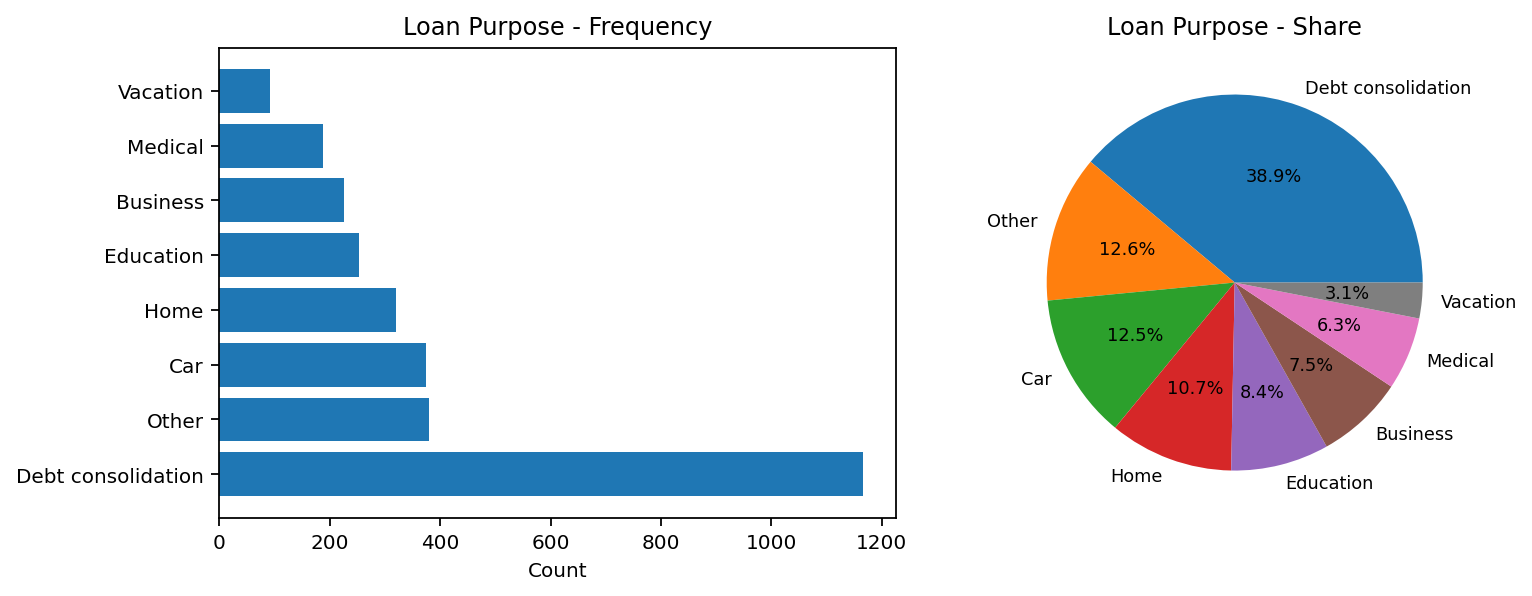 Loan Purpose - Frequency
Vacation
Medical
Business
Education
Home
Car
Other
Debt consolidation
0 200 400 600 800 1000 1200
Count
Loan Purpose - Share
Debt consolidation
38.9%
Other
12.6%
3.1%
Vacation
6.3%
12.5%
Medical
7.5%
Car
10.7%
8.4%
Business
Home
Education